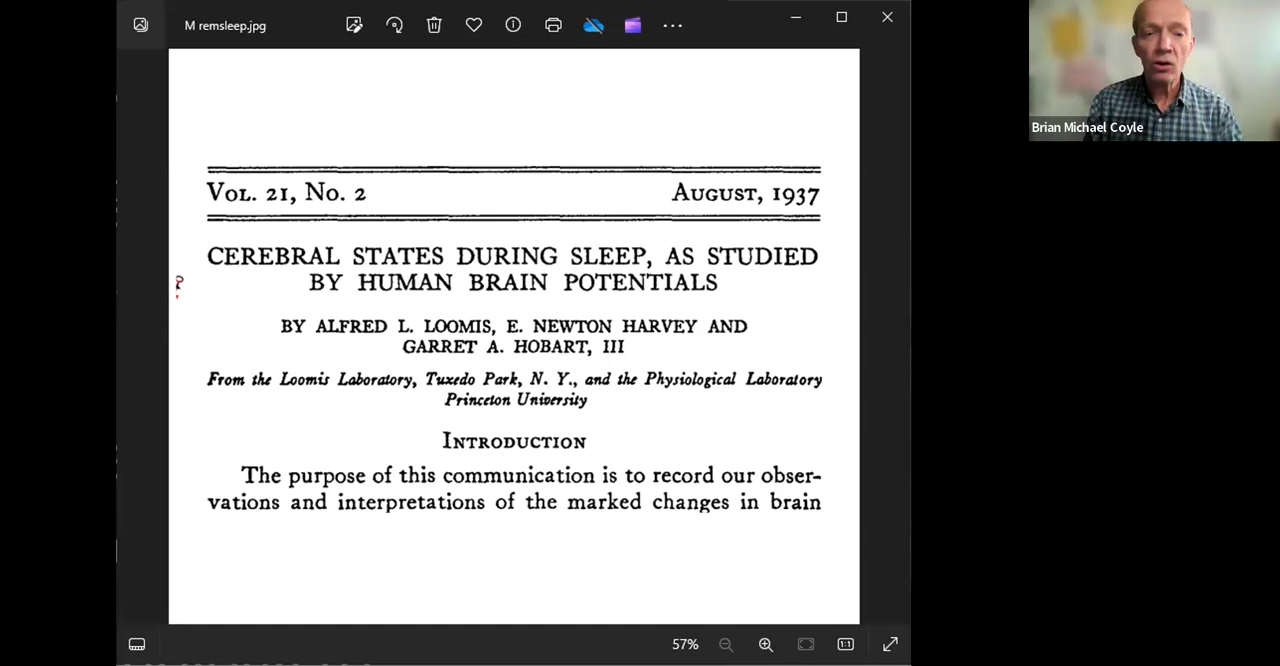 M remsleep.jpg
Brian Michael Coyle
VOL. 21, NO. 2 AUGUST, 1937
CEREBRAL STATES DURING SLEEP, AS STUDIED
BY HUMAN BRAIN POTENTIALS
?
BY ALFRED L. LOOMIS, E. NEWTON HARVEY AND
GARRET A. HOBART, III
From the Loomis Laboratory, Tuxedo Park, N. Y., and the Physiological Laboratory
Princeton University
INTRODUCTION
The purpose of this communication is to record our obser-
vations and interpretations of the marked changes in brain
57%
1:1